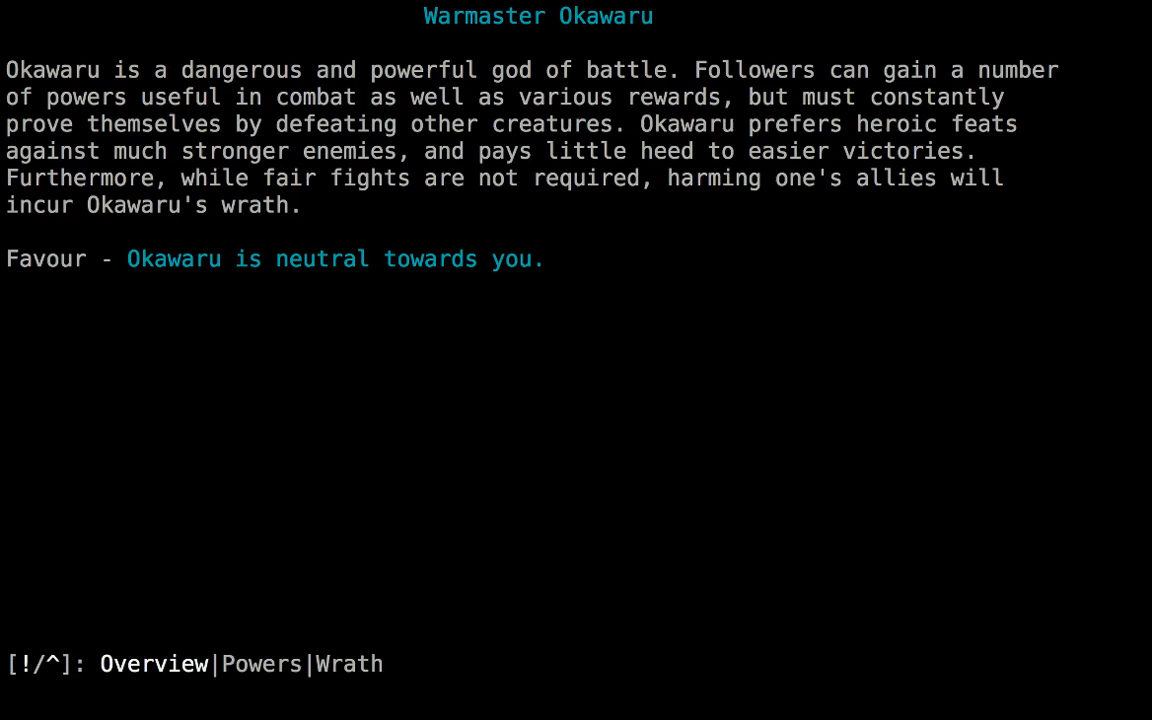 Warmaster Okawaru
Okawaru is a dangerous and powerful god of battle. Followers can gain a number
of powers useful in combat as well as various rewards, but must constantly
prove themselves by defeating other creatures. Okawaru prefers heroic feats
against much stronger enemies, and pays little heed to easier victories.
Furthermore, while fair fights are not required, harming one's allies will
incur Okawaru's wrath.
Favour - Okawaru is neutral towards you.
[!/^]: Overview|Powers|Wrath